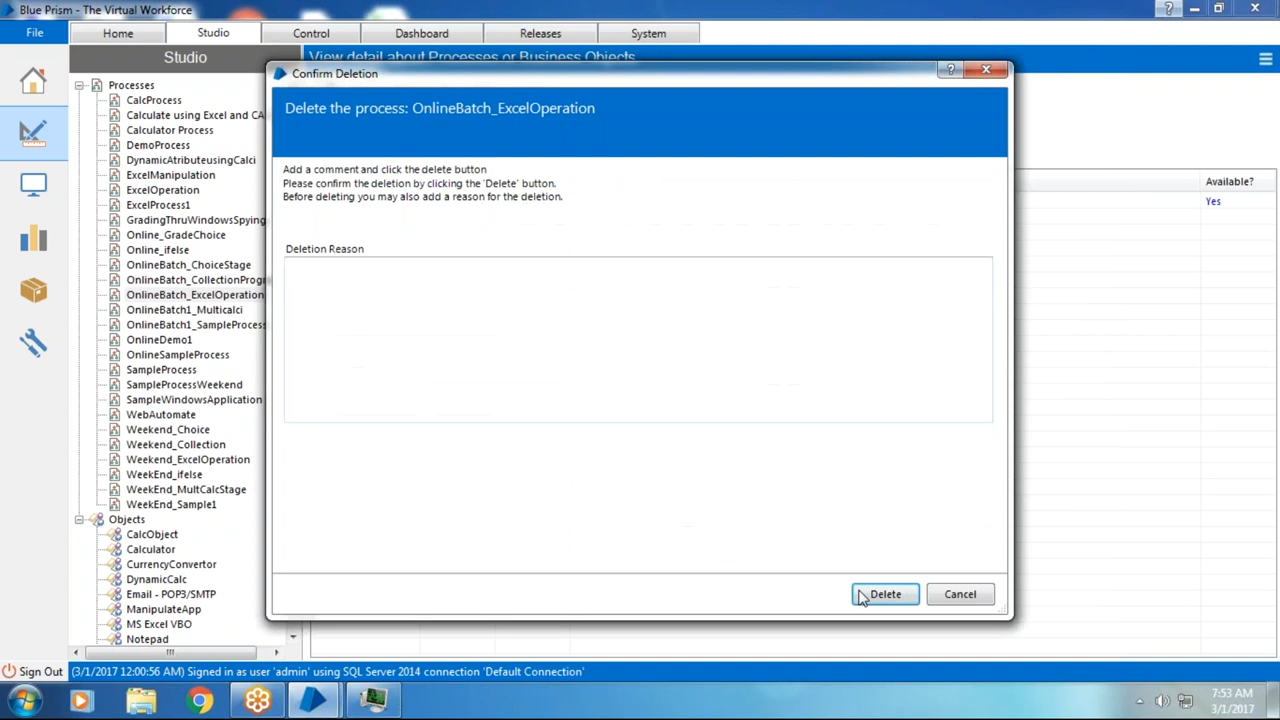 Blue Prism - The Virtual Workforce
File
Home
Studio
Control
Dashboard
Releases
System
Studio
View detail about Processes or Business Objects
Processes
CalcProcess
Calculate using Excel and CA
Calculator Process
DemoProcess
DynamicAtributeusingCalci
ExcelManipulation
ExcelOperation
ExcelProcess1
GradingThruWindowsSpying
Online_GradeChoice
Online_ifelse
OnlineBatch_ChoiceStage
OnlineBatch_CollectionProgr
OnlineBatch_ExcelOperation
OnlineBatch1_Multicalci
OnlineBatch1_SampleProcess
OnlineDemo1
OnlineSampleProcess
SampleProcess
SampleProcessWeekend
SampleWindowsApplication
WebAutomate
Weekend_Choice
Weekend_Collection
Weekend_ExcelOperation
WeekEnd_ifelse
WeekEnd_MultCalcStage
WeekEnd_Sample1
Objects
CalcObject
Calculator
CurrencyConvertor
DynamicCalc
Email - POP3/SMTP
ManipulateApp
MS Excel VBO
Notepad
Confirm Deletion
Delete the process: OnlineBatch_ExcelOperation
Add a comment and click the delete button
Please confirm the deletion by clicking the 'Delete' button.
Before deleting you may also add a reason for the deletion.
Deletion Reason
Delete
Cancel
Available?
Yes
Sign Out
(3/1/2017 12:00:56 AM) Signed in as user 'admin' using SQL Server 2014 connection 'Default Connection'
7:53 AM
3/1/2017